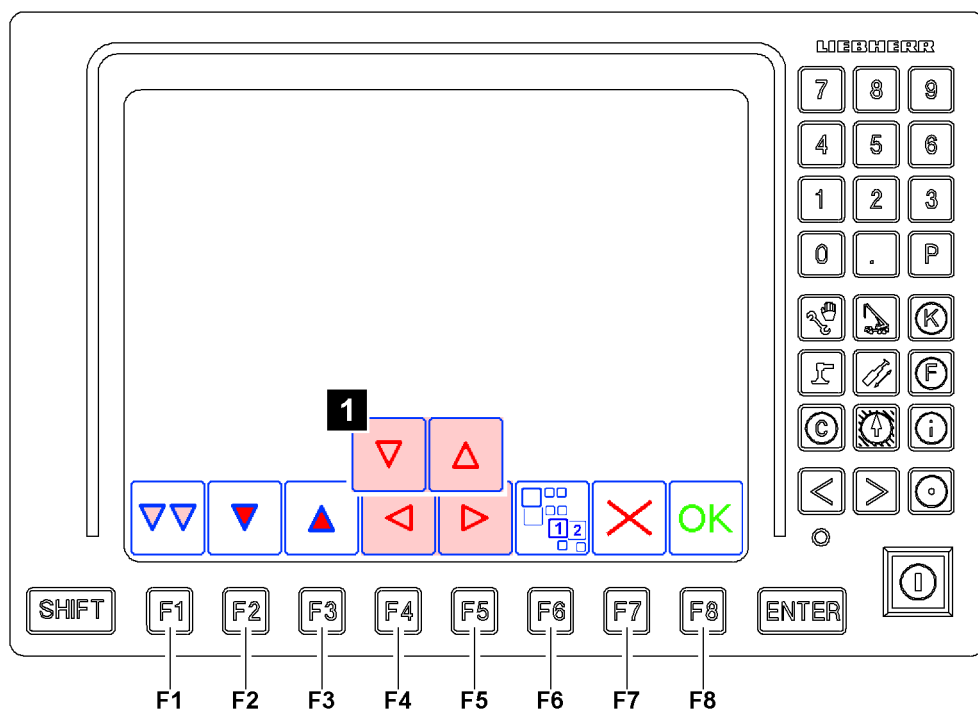 LIEBHERR
7 8 9
4 5 6
1 2 3
0 . P
K
F
C i
1
1 2
OK
SHIFT F1 F2 F3 F4 F5 F6 F7 F8 ENTER
F1 F2 F3 F4 F5 F6 F7 F8